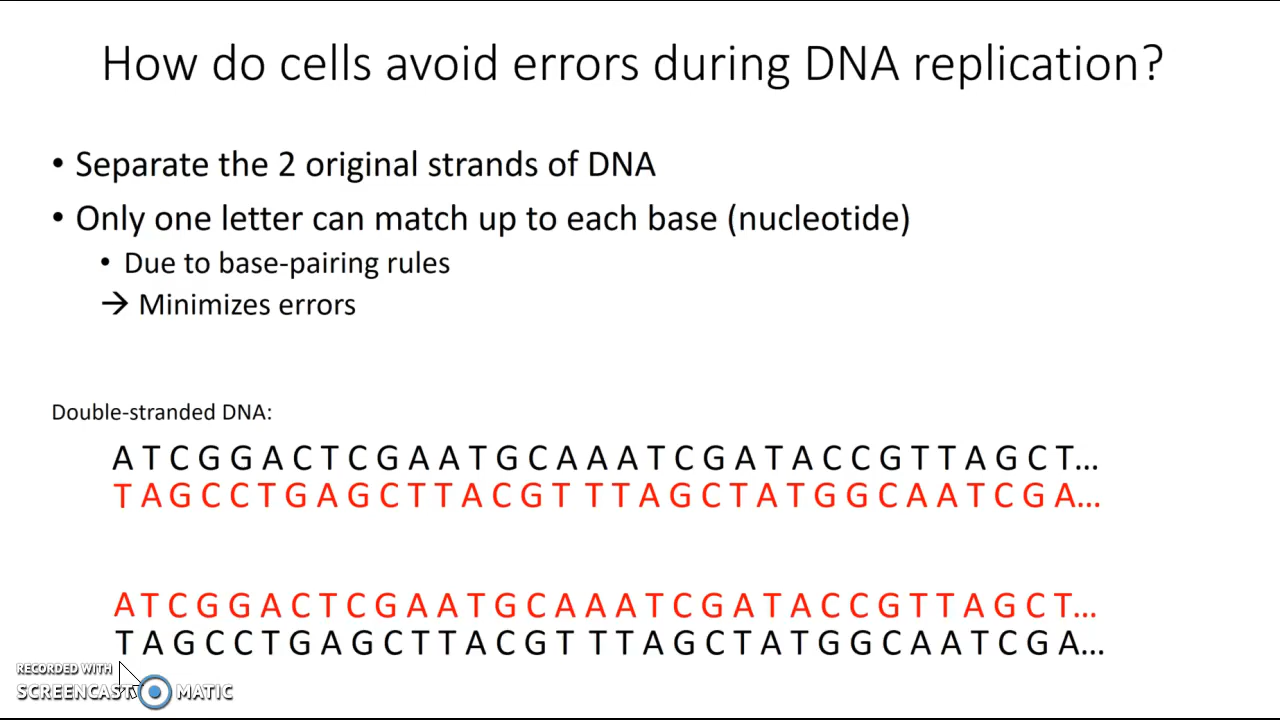 How do cells avoid errors during DNA replication?
• Separate the 2 original strands of DNA
• Only one letter can match up to each base (nucleotide)
• Due to base-pairing rules
→ Minimizes errors
Double-stranded DNA:
A T C G G A C T C G A A T G C A A A T C G A T A C C G T T A G C T...
T A G C C T G A G C T T A C G T T T A G C T A T G G C A A T C G A...
A T C G G A C T C G A A T G C A A A T C G A T A C C G T T A G C T...
T A G C C T G A G C T T A C G T T T A G C T A T G G C A A T C G A...
RECORDED WITH
SCREENCAST MATIC